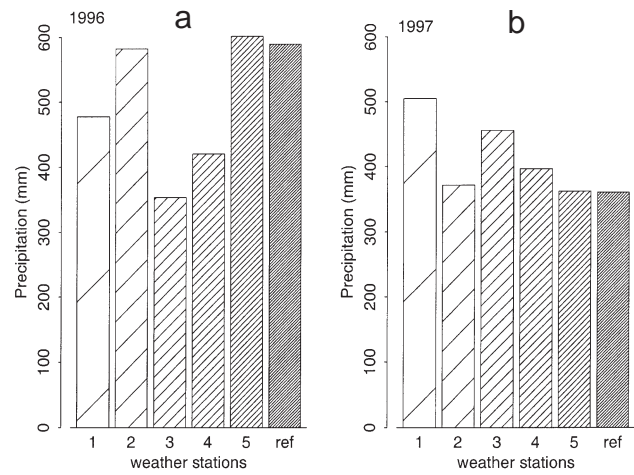 1996
a
Precipitation (mm)
600
500
400
300
200
100
0
1 2 3 4 5 ref
weather stations
1997
b
Precipitation (mm)
600
500
400
300
200
100
0
1 2 3 4 5 ref
weather stations